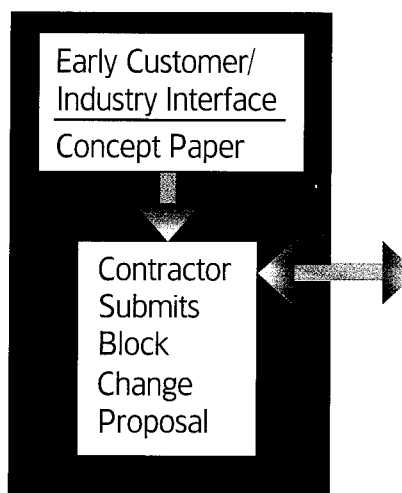 Early Customer/
Industry Interface
Concept Paper
Contractor
Submits
Block
Change
Proposal